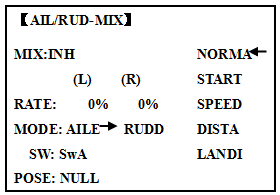 【AIL/RUD-MIX】
MIX:INH NORMA
(L) (R) START
RATE: 0% 0% SPEED
MODE: AILE → RUDD DISTA
SW: SwA LANDI
POSE: NULL